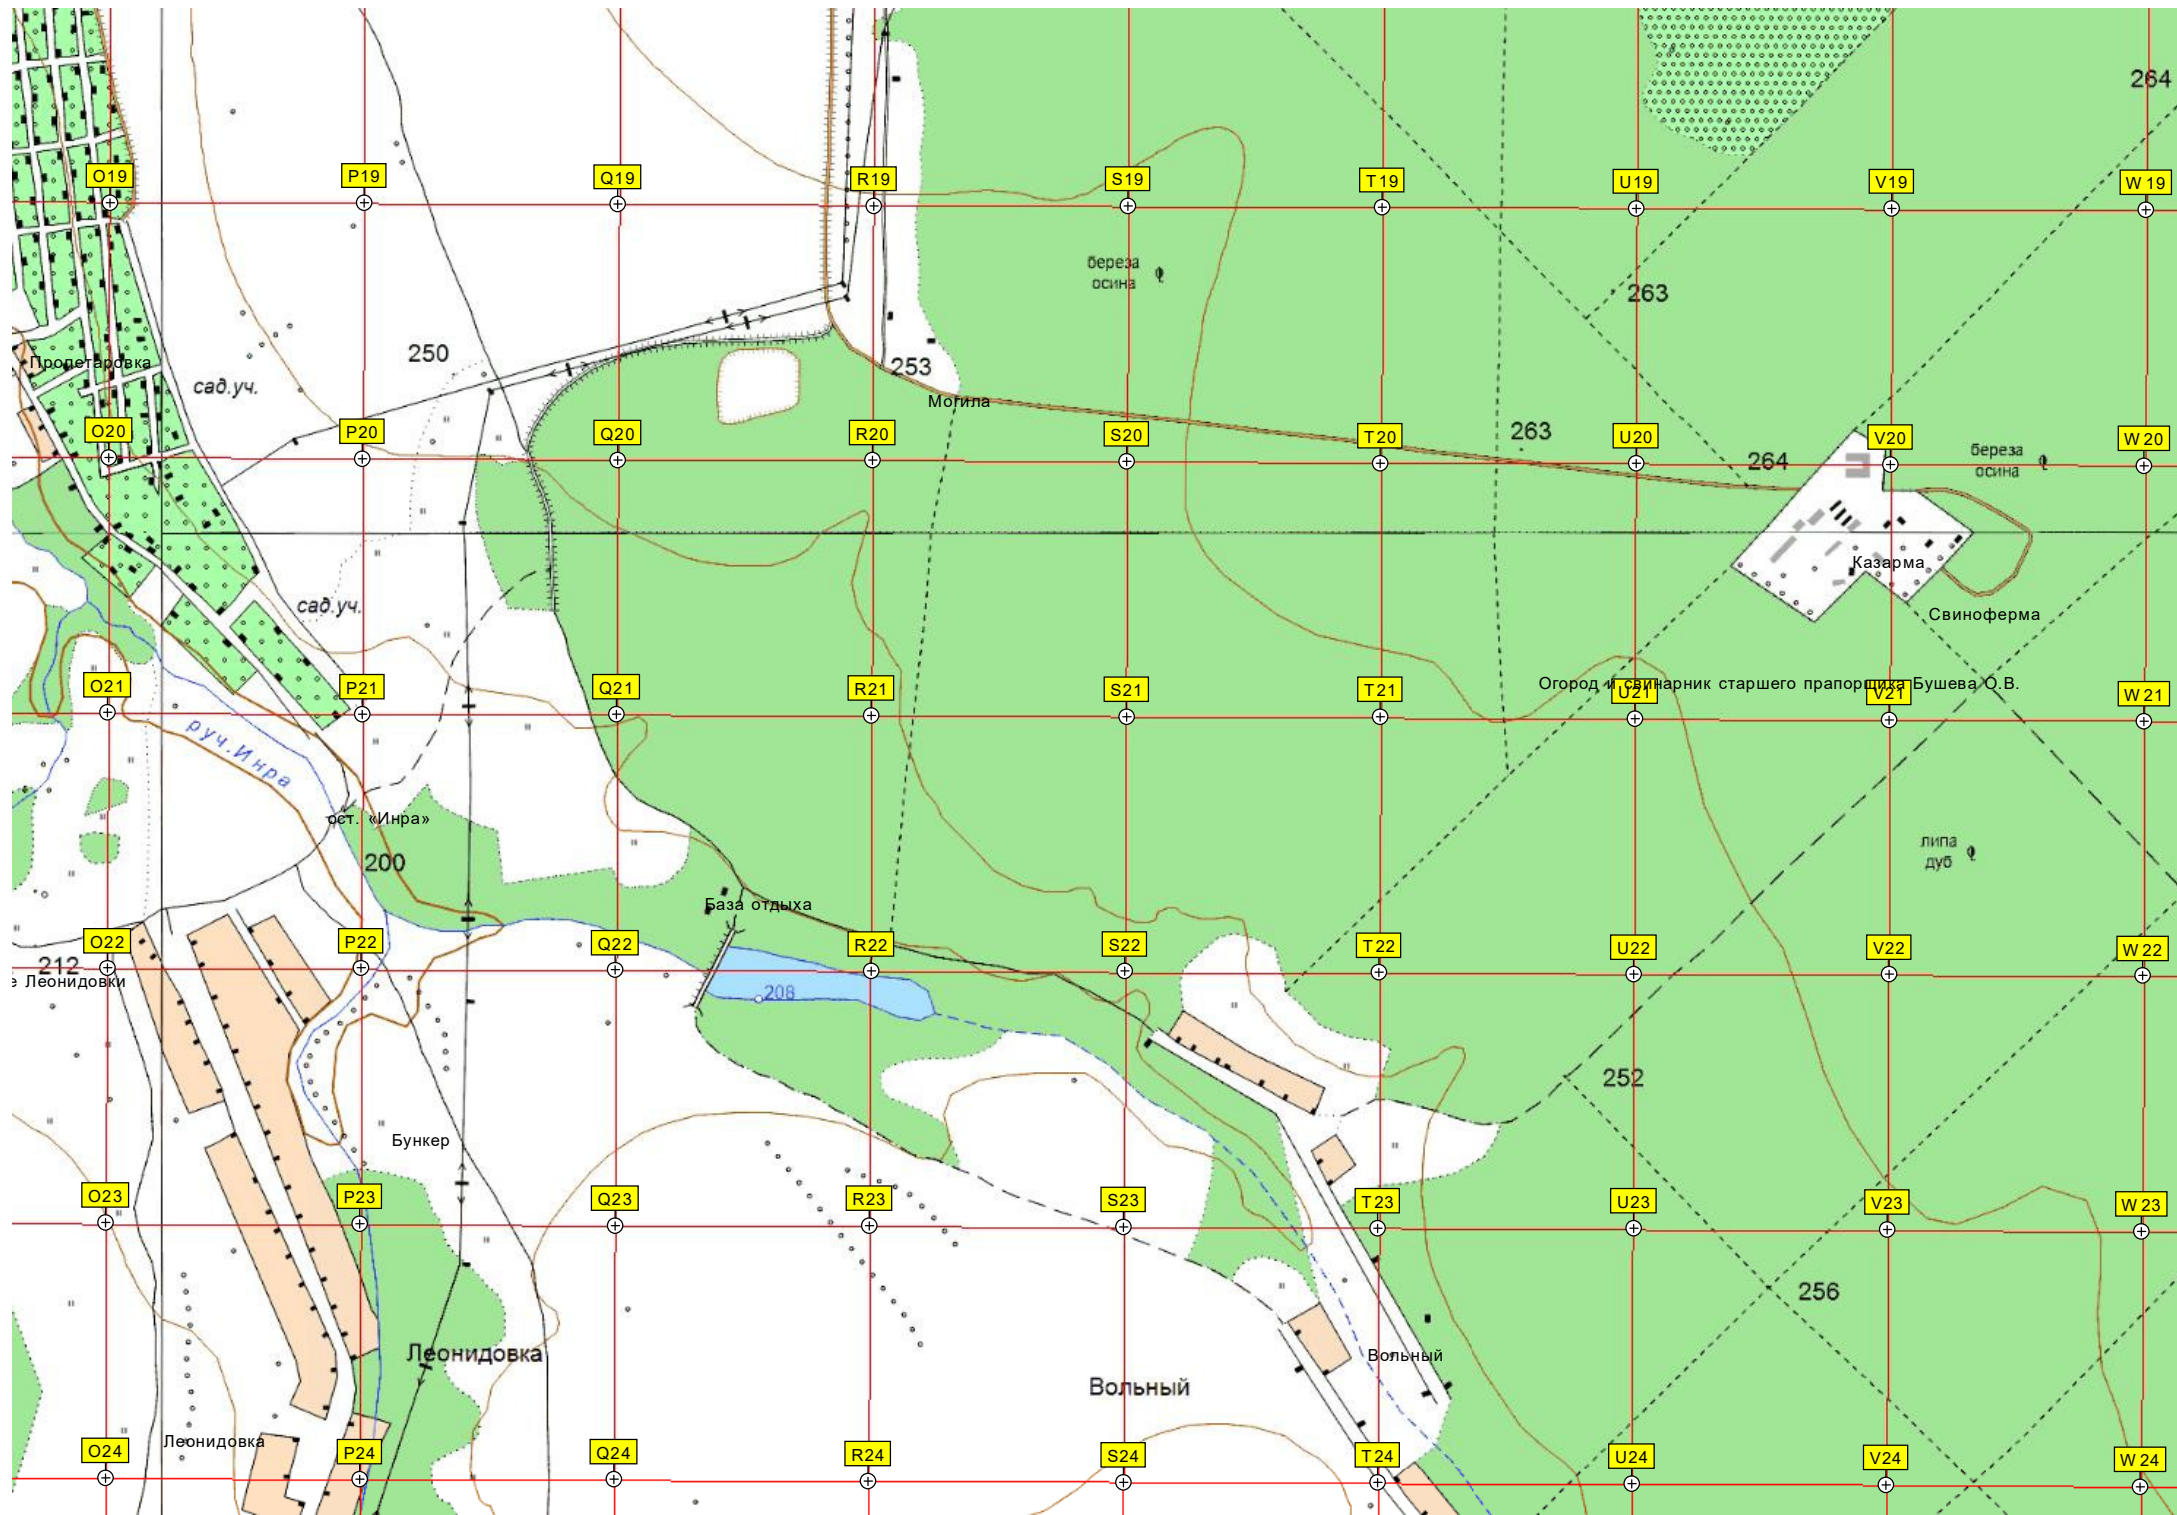 264
O19
P19
Q19
R19
S19
T19
U19
V19
W19
береза
осина
263
250
253
Пролетаровка
сад.уч.
Могила
O20
P20
Q20
R20
S20
T20
263
U20
264
V20
береза
осина
W20
Казарма
сад.уч.
Свиноферма
O21
P21
Q21
R21
S21
T21
Огород и свинарник старшего прапорщика Бушева О.В.
U21
V21
W21
руч.Инра
ост. «Инра»
200
липа
дуб
База отдыха
O22
P22
Q22
R22
S22
T22
U22
V22
W22
212
е Леонидовки
208
252
Бункер
O23
P23
Q23
R23
S23
T23
U23
V23
W23
256
Леонидовка
Вольный
Вольный
Леонидовка
O24
P24
Q24
R24
S24
T24
U24
V24
W24